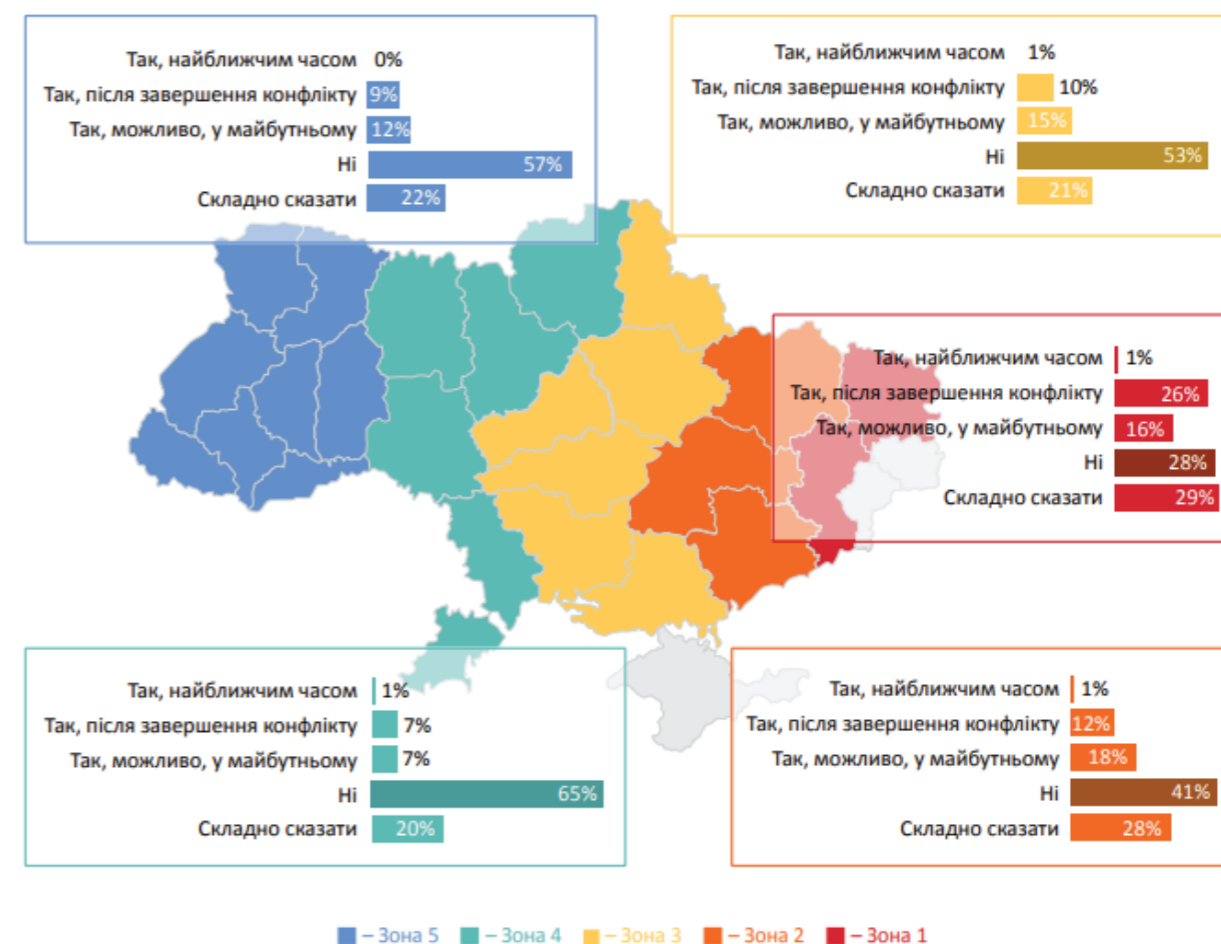 Так, найближчим часом 0%
Так, після завершення конфлікту 9%
Так, можливо, у майбутньому 12%
Ні 57%
Складно сказати 22%
Так, найближчим часом 1%
Так, після завершення конфлікту 10%
Так, можливо, у майбутньому 15%
Ні 53%
Складно сказати 21%
Так, найближчим часом 1%
Так, після завершення конфлікту 26%
Так, можливо, у майбутньому 16%
Ні 28%
Складно сказати 29%
Так, найближчим часом 1%
Так, після завершення конфлікту 7%
Так, можливо, у майбутньому 7%
Ні 65%
Складно сказати 20%
Так, найближчим часом 1%
Так, після завершення конфлікту 12%
Так, можливо, у майбутньому 18%
Ні 41%
Складно сказати 28%
– Зона 5 – Зона 4 – Зона 3 – Зона 2 – Зона 1